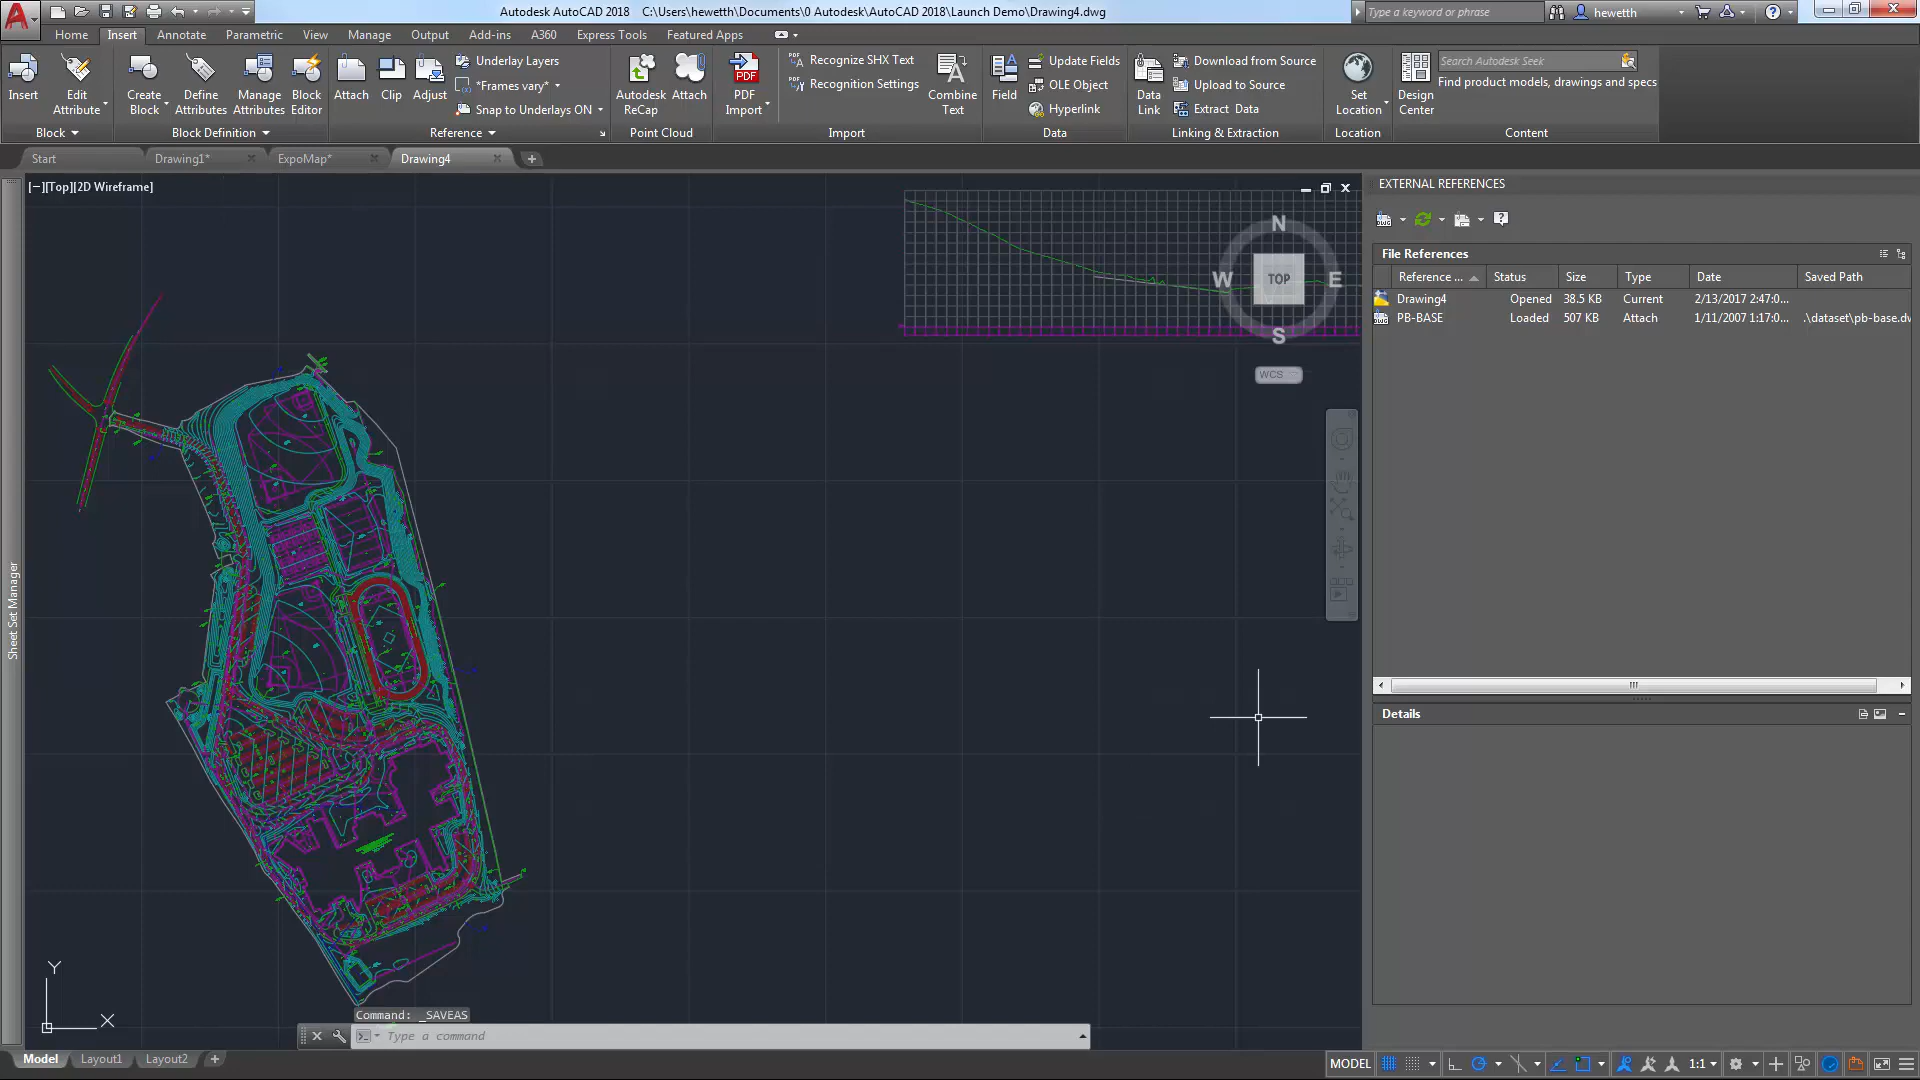 Autodesk AutoCAD 2018 C:\Users\hewetth\Documents\0 Autodesk\AutoCAD 2018\Launch Demo\Drawing4.dwg
Type a keyword or phrase
hewetth
Home Insert Annotate Parametric View Manage Output Add-ins A360 Express Tools Featured Apps
Insert
Edit Attribute
Block
Create Block
Define Attributes
Manage Attributes
Block Editor
Block Definition
Attach
Clip
Adjust
Underlay Layers
*Frames vary*
Snap to Underlays ON
Reference
Autodesk ReCap
Attach
Point Cloud
PDF
PDF Import
Recognize SHX Text
Recognition Settings
Combine Text
Import
Field
Update Fields
OLE Object
Hyperlink
Data
Data Link
Download from Source
Upload to Source
Extract Data
Linking & Extraction
Set Location
Location
Design Center
Search Autodesk Seek
Find product models, drawings and specs
Content
Start Drawing1* ExpoMap* Drawing4
[−][Top][2D Wireframe]
N
W TOP E
S
WCS
Sheet Set Manager
EXTERNAL REFERENCES
File References
Reference ... Status Size Type Date Saved Path
Drawing4 Opened 38.5 KB Current 2/13/2017 2:47:0...
PB-BASE Loaded 507 KB Attach 1/11/2007 1:17:0... .\dataset\pb-base.dw
Details
Y
X
Command: _SAVEAS
Type a command
Model Layout1 Layout2
MODEL 1:1